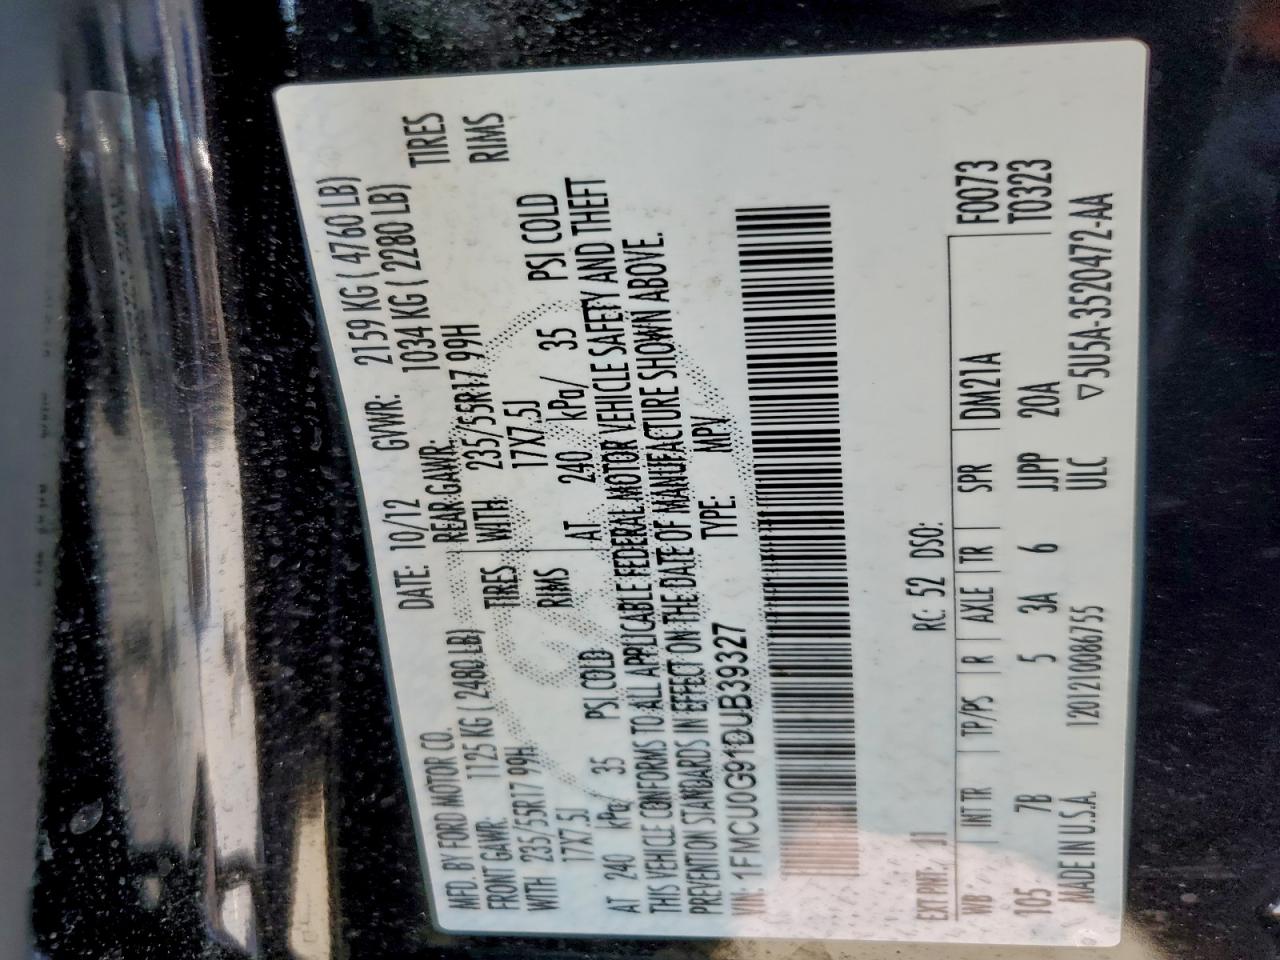 MFD. BY FORD MOTOR CO. DATE: 10/12 GVWR: 2159 KG ( 4760 LB)
FRONT GAWR: 1125 KG ( 2480 LB) REAR GAWR: 1034 KG ( 2280 LB)
WITH 235/55R17 99H TIRES WITH 235/55R17 99H TIRES
17X7.5J RIMS 17X7.5J RIMS
AT 240 kPa/ 35 PSI COLD AT 240 kPa/ 35 PSI COLD
THIS VEHICLE CONFORMS TO ALL APPLICABLE FEDERAL MOTOR VEHICLE SAFETY AND THEFT
PREVENTION STANDARDS IN EFFECT ON THE DATE OF MANUFACTURE SHOWN ABOVE.
VIN: 1FMCU0G91DUB39327 TYPE: MPV
EXT PNT: J1 RC: 52 DSO:
WB INT TR TP/PS R AXLE TR SPR DM21A F0073
105 7B 5 3A 6 JJPP 20A T0323
MADE IN U.S.A. 1201210086755 ULC ▽5U5A-3520472-AA